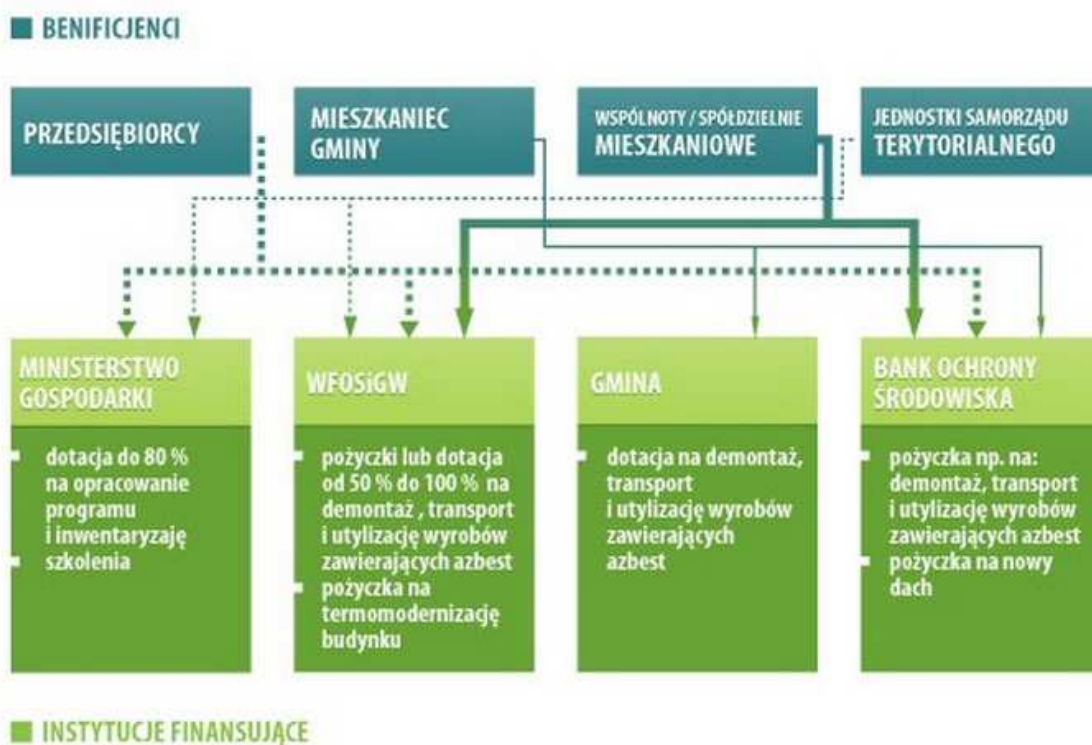 BENIFICJENCI
PRZEDSIĘBIORCY
MIESZKANIEC
GMINY
WSPÓLNOTY / SPÓŁDZIELNIE
MIESZKANIOWE
JEDNOSTKI SAMORZĄDU
TERYTORIALNEGO
MINISTERSTWO
GOSPODARKI
dotacja do 80 %
na opracowanie
programu
i inwentaryzaję
szkolenia
WFOSiGW
pożyczki lub dotacja
od 50 % do 100 % na
demontaż , transport
i utylizację wyrobów
zawierających azbest
pożyczka na
termomodernizację
budynku
GMINA
dotacja na demontaż,
transport
i utylizację wyrobów
zawierających
azbest
BANK OCHRONY
ŚRODOWISKA
pożyczka np. na:
demontaż, transport
i utylizację wyrobów
zawierających azbest
pożyczka na nowy
dach
INSTYTUCJE FINANSUJĄCE